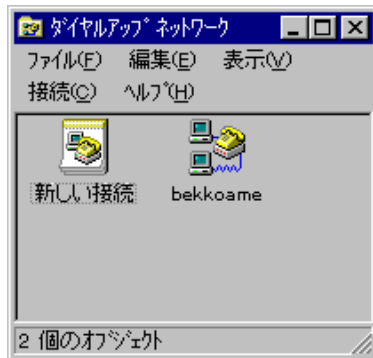 ﾀﾞｲﾔﾙｱｯﾌﾟ ﾈｯﾄﾜｰｸ
ﾌｧｲﾙ(F) 編集(E) 表示(V)
接続(C) ﾍﾙﾌﾟ(H)
新しい接続 bekkoame
2 個のｵﾌﾞｼﾞｪｸﾄ